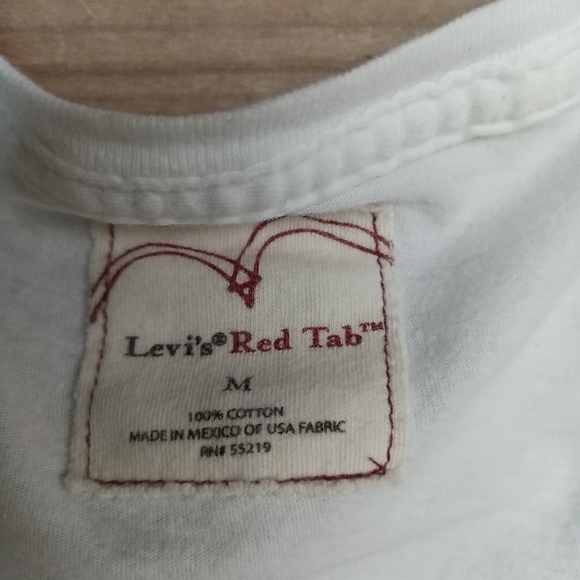 Levi's® Red Tab™
M
100% COTTON
MADE IN MEXICO OF USA FABRIC
RN# 55219